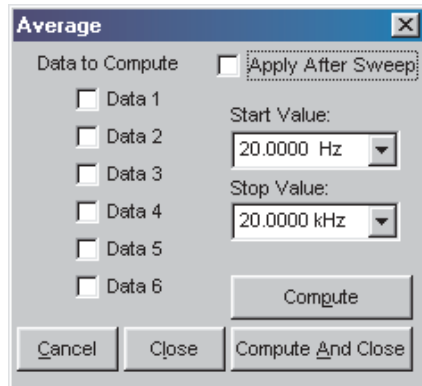 Average
Data to Compute
Apply After Sweep
Data 1
Data 2
Data 3
Data 4
Data 5
Data 6
Start Value:
20.0000 Hz
Stop Value:
20.0000 kHz
Compute
Cancel
Close
Compute And Close